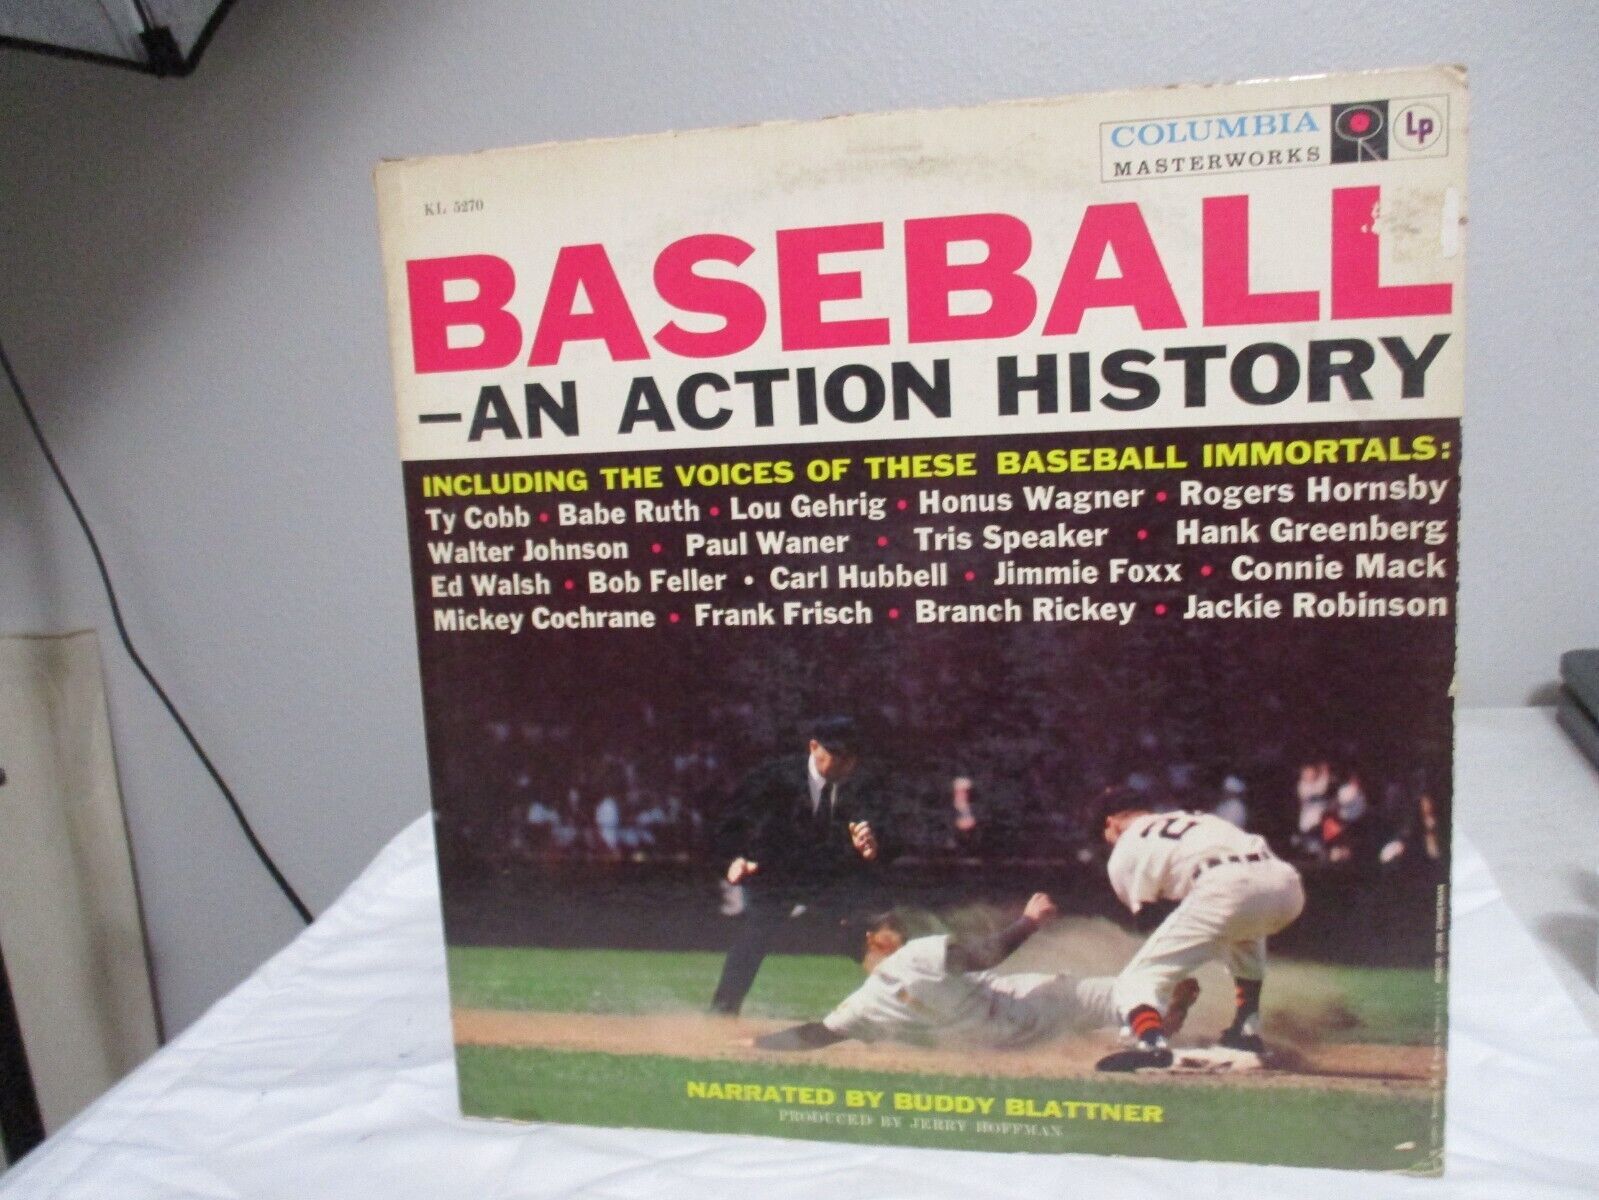 COLUMBIA
MASTERWORKS
Lp
KL 5270
BASEBALL
—AN ACTION HISTORY
INCLUDING THE VOICES OF THESE BASEBALL IMMORTALS:
Ty Cobb • Babe Ruth • Lou Gehrig • Honus Wagner • Rogers Hornsby
Walter Johnson • Paul Waner • Tris Speaker • Hank Greenberg
Ed Walsh • Bob Feller • Carl Hubbell • Jimmie Foxx • Connie Mack
Mickey Cochrane • Frank Frisch • Branch Rickey • Jackie Robinson
2
NARRATED BY BUDDY BLATTNER
PRODUCED BY JERRY HOFFMAN